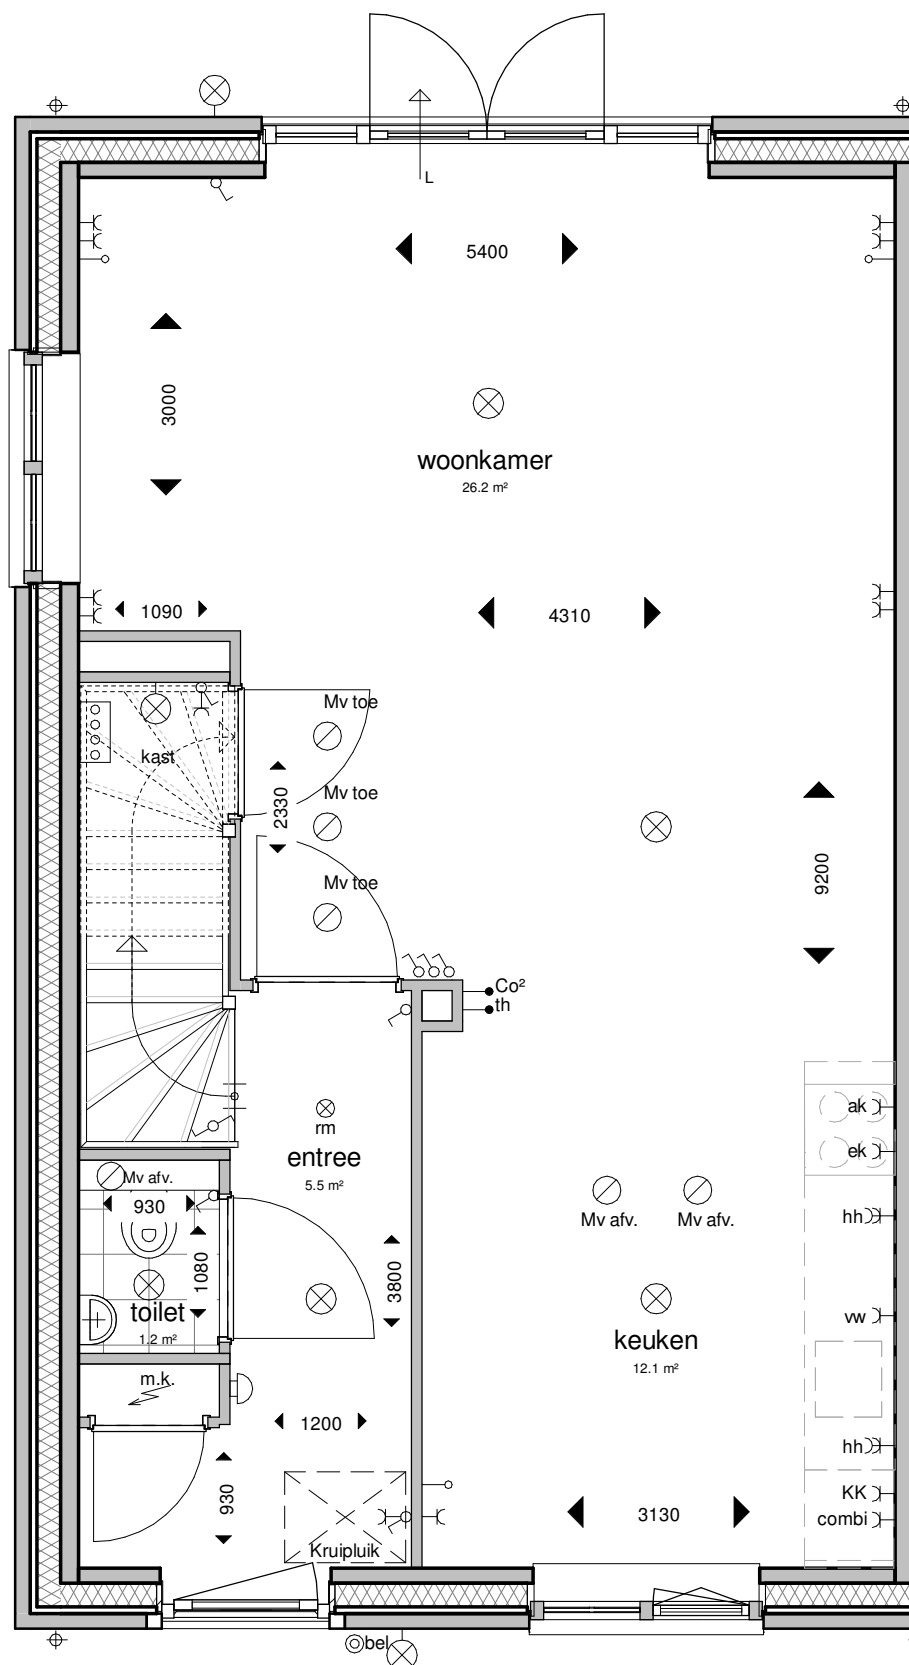 L
5400
3000
woonkamer
26.2 m²
1090
4310
Mv toe
kast
Mv toe
2330
9200
Mv toe
Co²
th
ak
rm
ek
entree
5.5 m²
Mv afv.
930
hh
Mv afv.
Mv afv.
1080
3800
toilet
1.2 m²
vw
keuken
12.1 m²
m.k.
1200
hh
930
KK
3130
combi
Kruipluik
bel